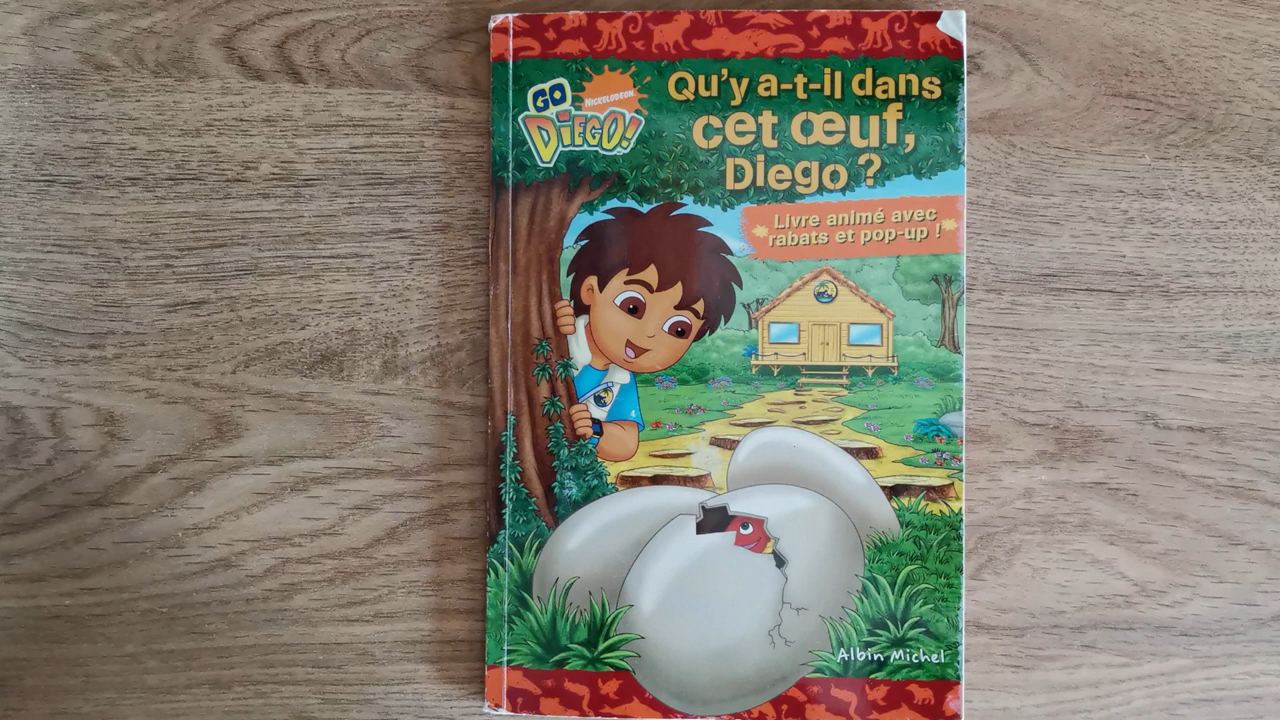 GO
NICKELODEON
DIEGO!
Qu'y a-t-il dans
cet œuf,
Diego ?
Livre animé avec
rabats et pop-up !
Albin Michel